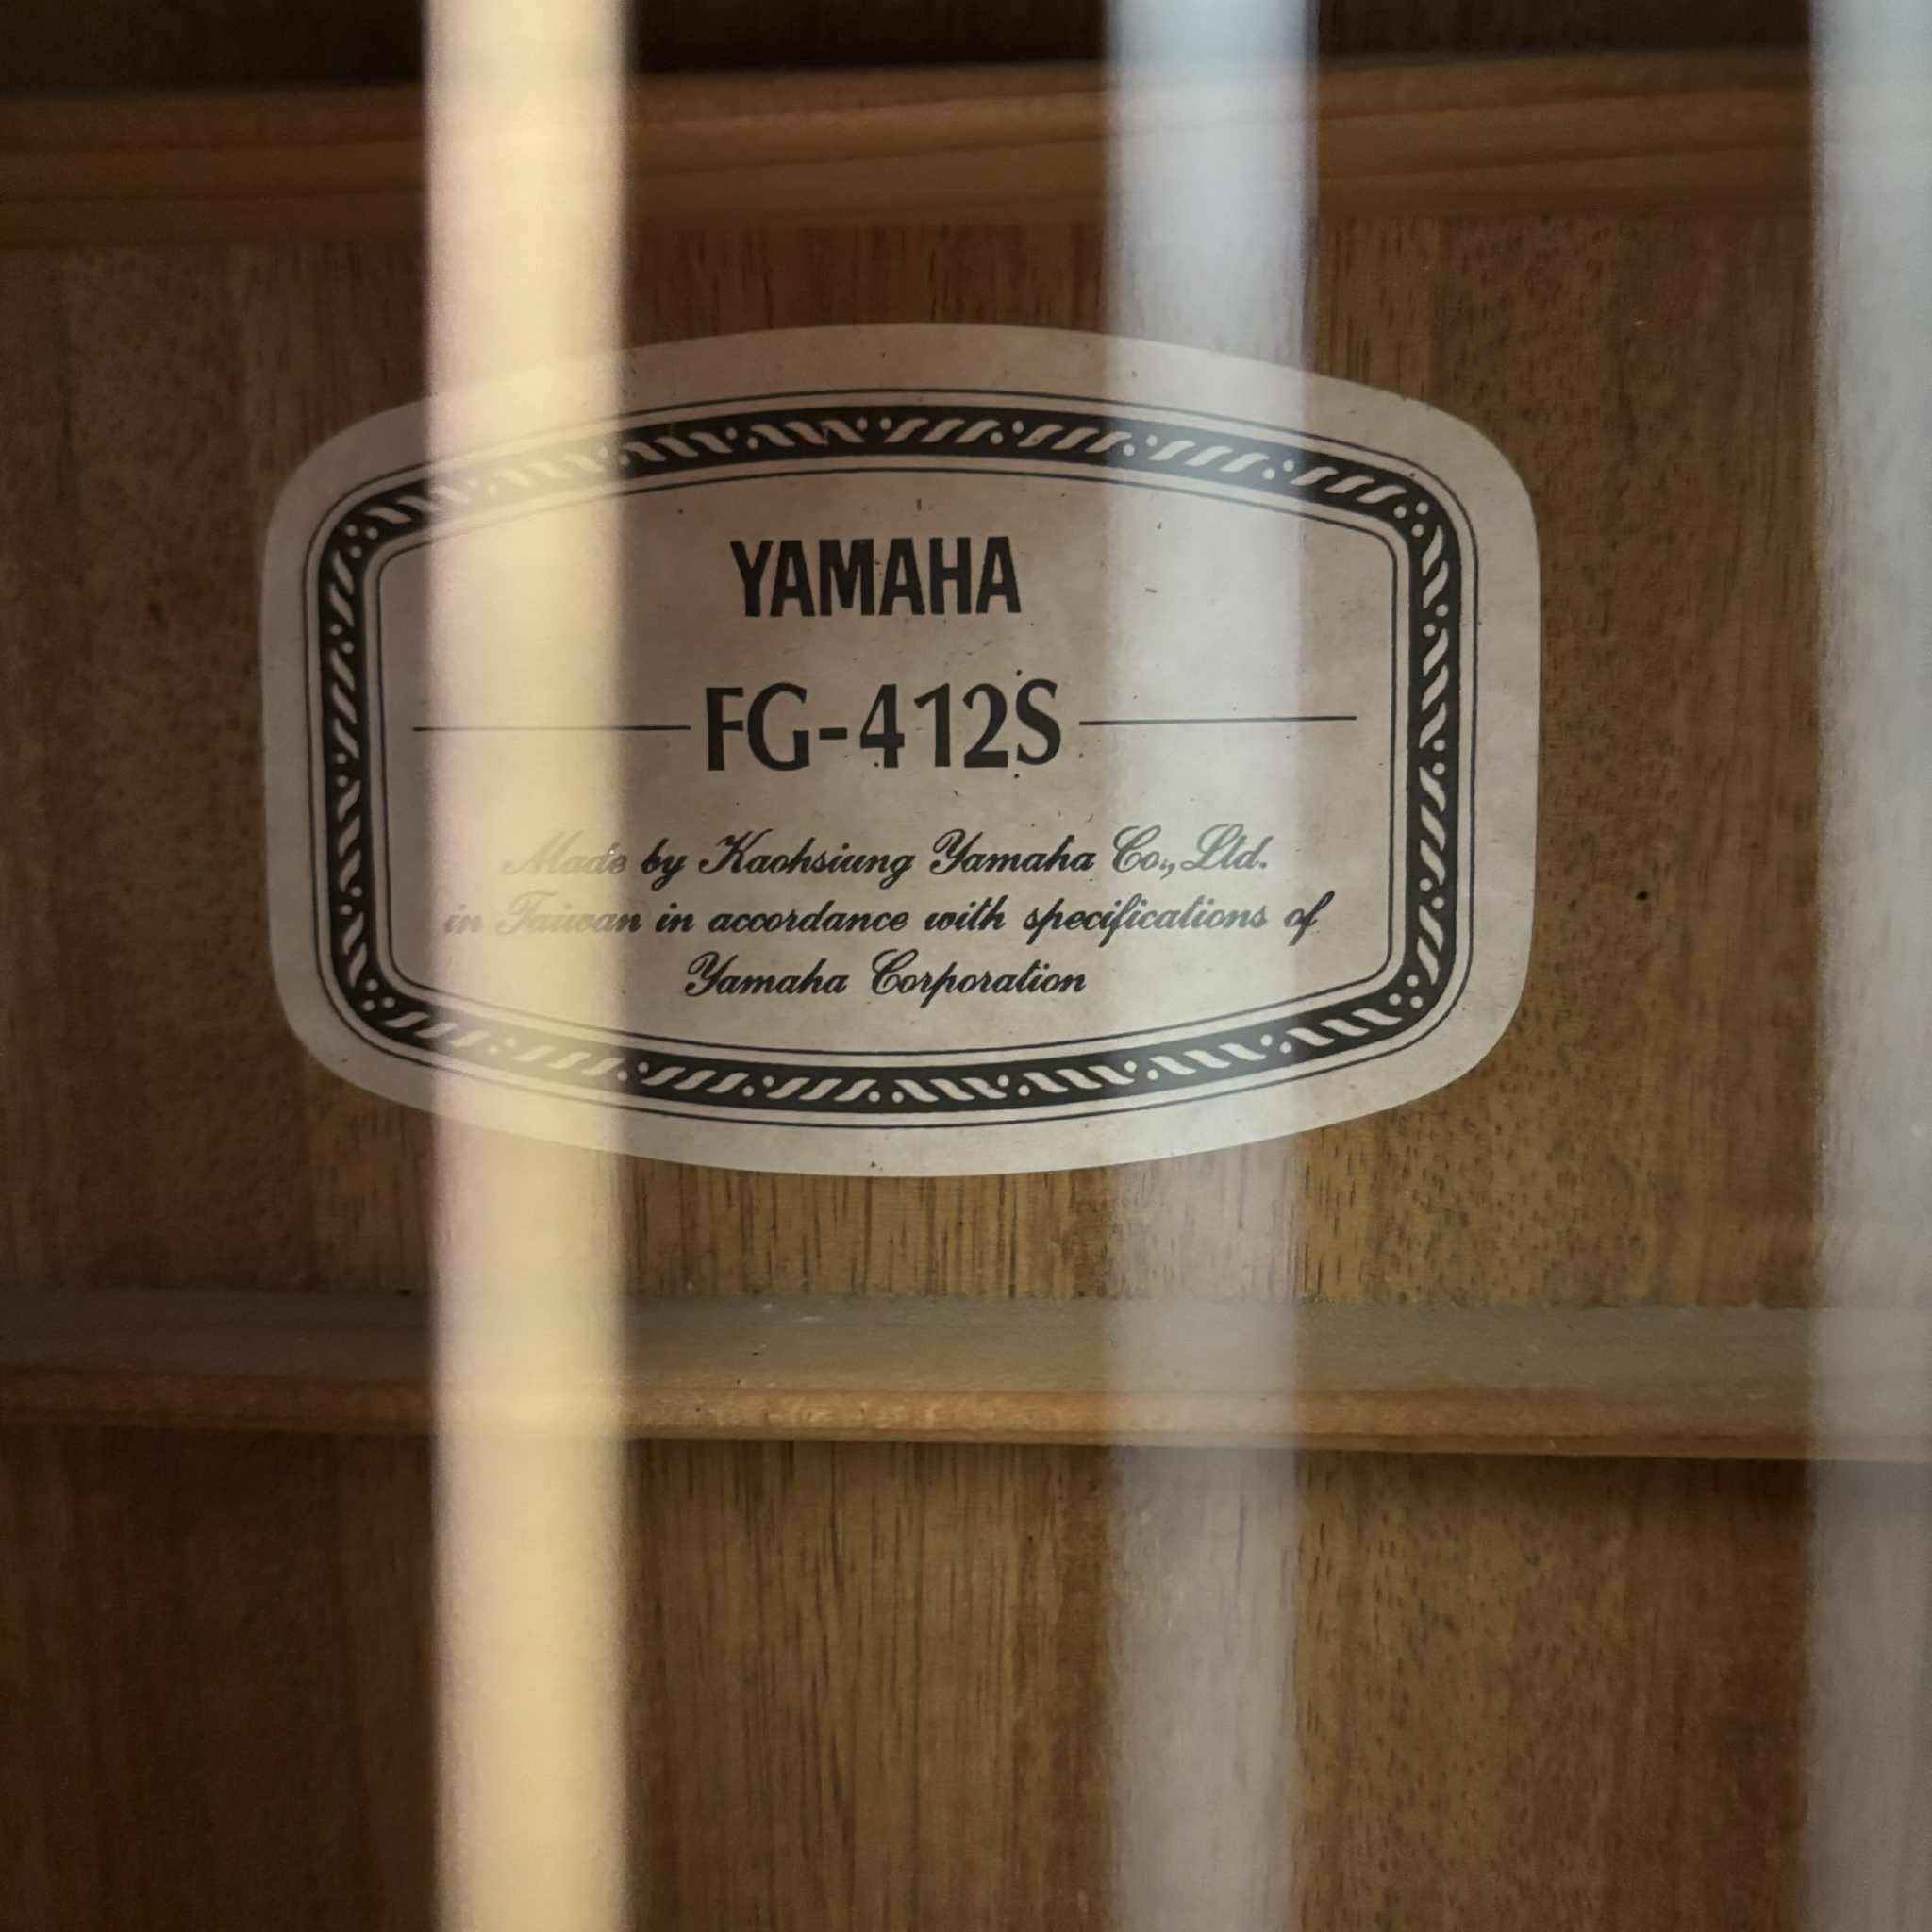 YAMAHA
FG-412S
Made by Kaohsiung Yamaha Co., Ltd.
in Taiwan in accordance with specifications of
Yamaha Corporation